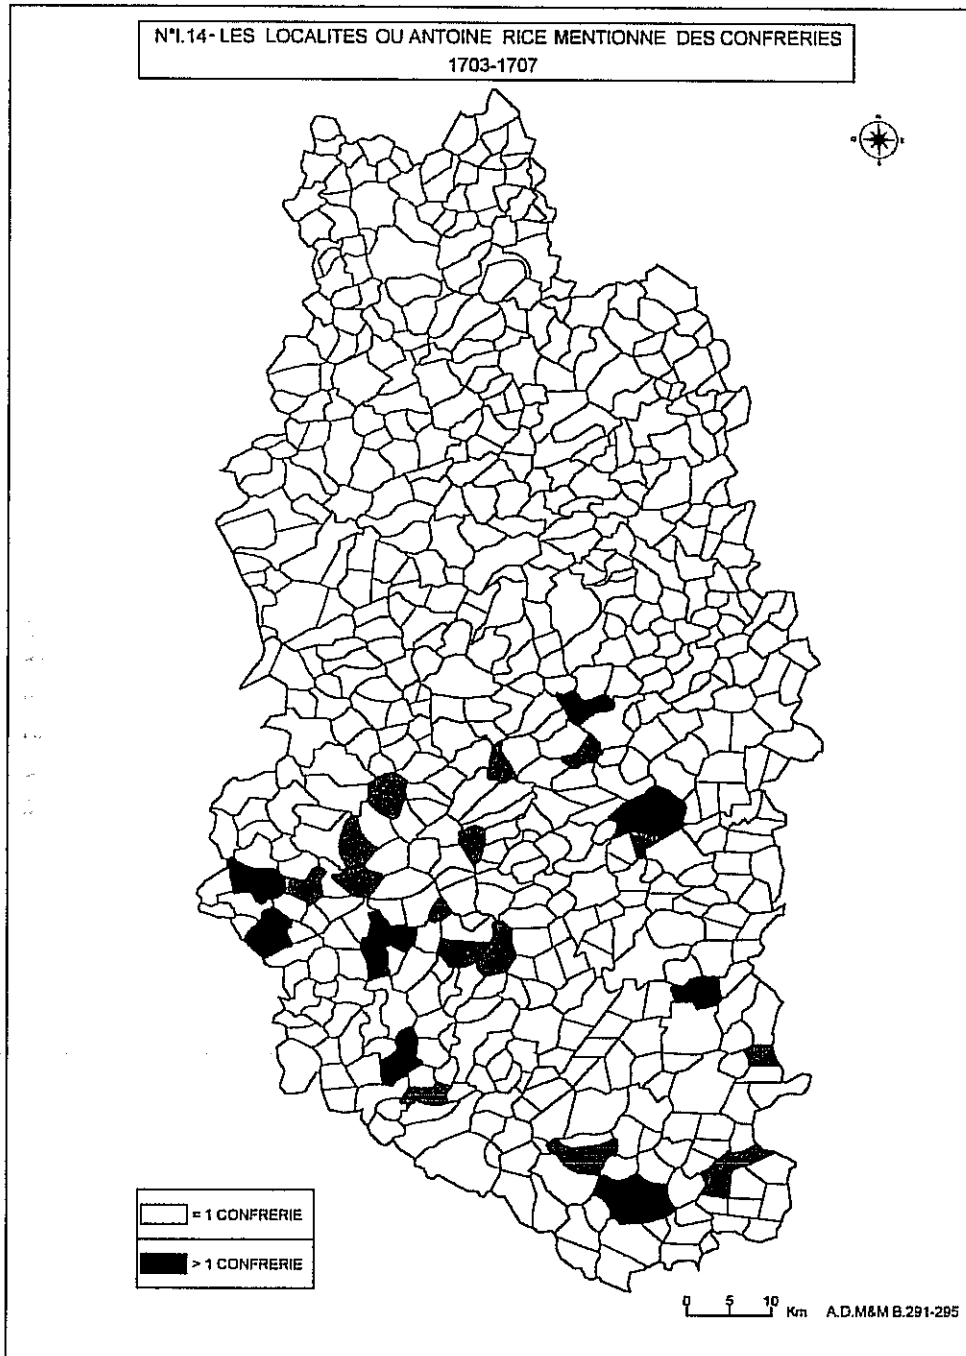 N°I.14- LES LOCALITES OU ANTOINE RICE MENTIONNE DES CONFRERIES
1703-1707
= 1 CONFRERIE
> 1 CONFRERIE
0 5 10 Km A.D.M&M B.291-295